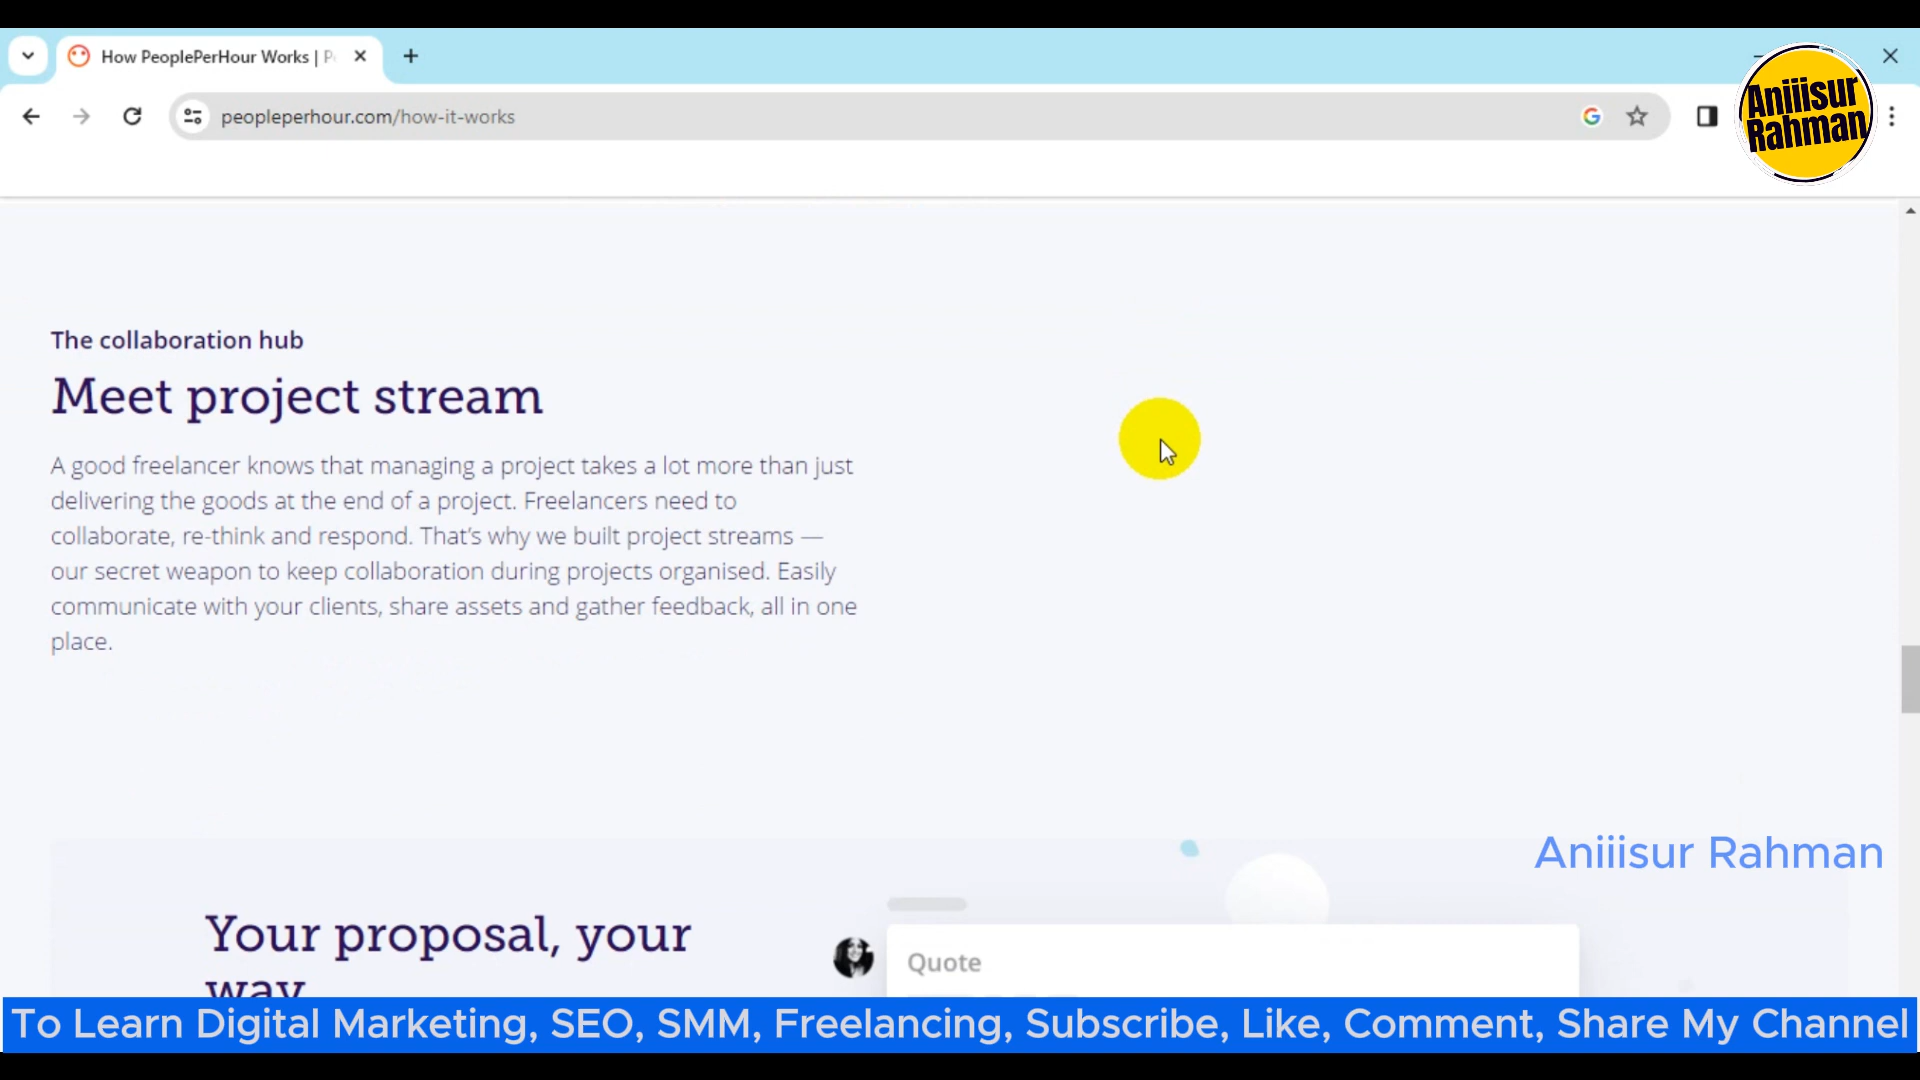 How PeoplePerHour Works | P
peopleperhour.com/how-it-works
Aniiisur
Rahman
The collaboration hub
Meet project stream
A good freelancer knows that managing a project takes a lot more than just
delivering the goods at the end of a project. Freelancers need to
collaborate, re-think and respond. That's why we built project streams —
our secret weapon to keep collaboration during projects organised. Easily
communicate with your clients, share assets and gather feedback, all in one
place.
Aniiisur Rahman
Your proposal, your
way
Quote
To Learn Digital Marketing, SEO, SMM, Freelancing, Subscribe, Like, Comment, Share My Channel